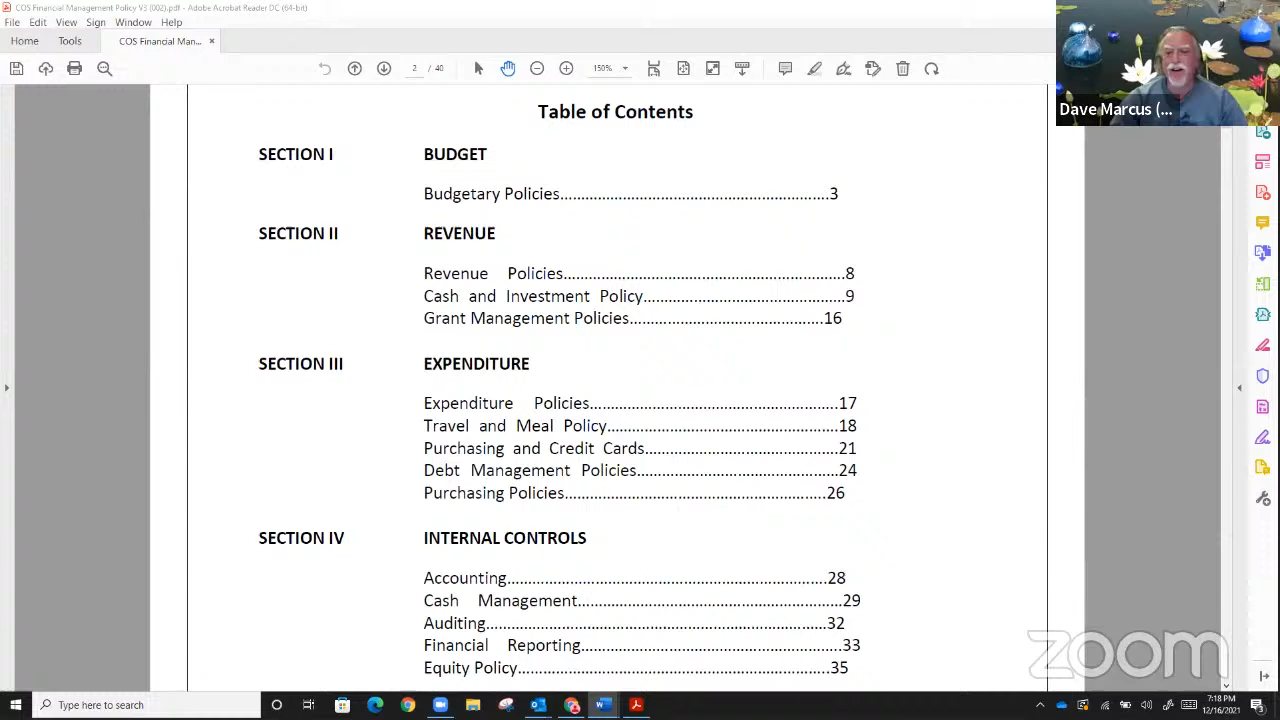 COS Financial Management Policy V3 (002).pdf - Adobe Acrobat Reader DC (64-bit)
File Edit View Sign Window Help
Home Tools COS Financial Man... ×
2 / 40 150%
Dave Marcus (...
Table of Contents
SECTION I BUDGET
Budgetary Policies................................................................3
SECTION II REVENUE
Revenue Policies...................................................................8
Cash and Investment Policy................................................9
Grant Management Policies..............................................16
SECTION III EXPENDITURE
Expenditure Policies...........................................................17
Travel and Meal Policy.......................................................18
Purchasing and Credit Cards..............................................21
Debt Management Policies................................................24
Purchasing Policies..............................................................26
SECTION IV INTERNAL CONTROLS
Accounting............................................................................28
Cash Management...............................................................29
Auditing.................................................................................32
Financial Reporting..............................................................33
Equity Policy..........................................................................35
zoom
Type here to search
7:18 PM
12/16/2021